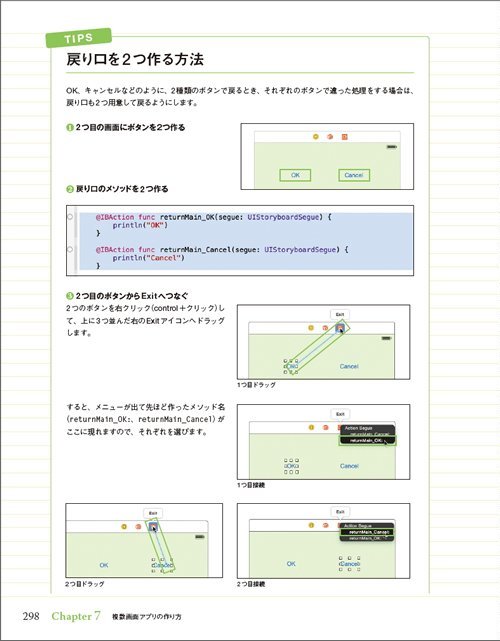 TIPS
戻り口を2つ作る方法
OK、キャンセルなどのように、2種類のボタンで戻るとき、それぞれのボタンで違った処理をする場合は、
戻り口も2つ用意して戻るようにします。
❶2つ目の画面にボタンを2つ作る
OK Cancel
❷戻り口のメソッドを2つ作る
@IBAction func returnMain_OK(segue: UIStoryboardSegue) {
println("OK")
}
@IBAction func returnMain_Cancel(segue: UIStoryboardSegue) {
println("Cancel")
}
❸2つ目のボタンからExitへつなぐ
2つのボタンを右クリック(control+クリック)し
て、上に3つ並んだ右のExitアイコンへドラッグ
します。
Exit
OK Cancel
1つ目ドラッグ
すると、メニューが出て先ほど作ったメソッド名
(returnMain_OK:、returnMain_Cancel)が
ここに現れますので、それぞれを選びます。
Exit
Action Segue
returnMain_Cancel:
returnMain_OK:
OK Cancel
1つ目接続
Exit
OK Cancel
2つ目ドラッグ
Exit
Action Segue
returnMain_Cancel:
returnMain_OK:
OK Cancel
2つ目接続
298 Chapter 7 複数画面アプリの作り方